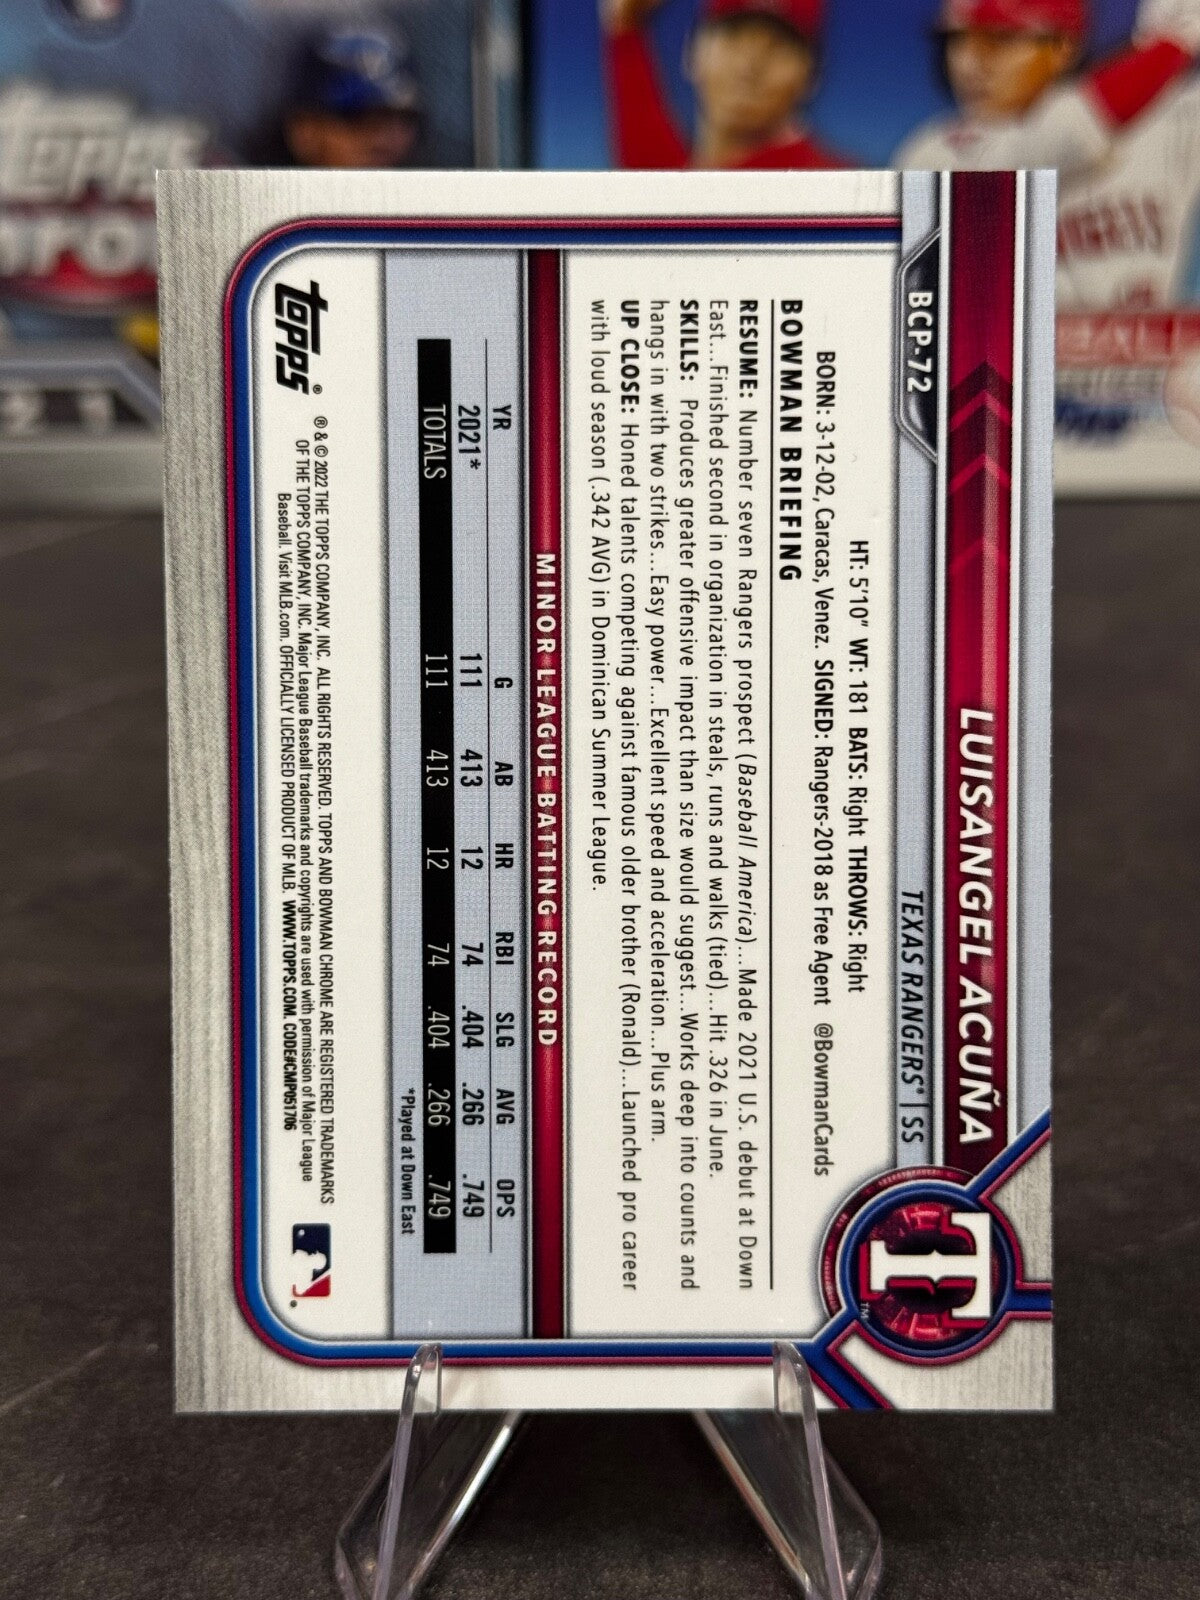 LUISANGEL ACUÑA
BCP-72
TEXAS RANGERS® | SS
HT: 5'10" WT: 181 BATS: Right THROWS: Right
BORN: 3-12-02, Caracas, Venez. SIGNED: Rangers-2018 as Free Agent @BowmanCards
BOWMAN BRIEFING
RESUME: Number seven Rangers prospect (Baseball America)...Made 2021 U.S. debut at Down
East...Finished second in organization in steals, runs and walks (tied)...Hit .326 in June.
SKILLS: Produces greater offensive impact than size would suggest...Works deep into counts and
hangs in with two strikes...Easy power...Excellent speed and acceleration...Plus arm.
UP CLOSE: Honed talents competing against famous older brother (Ronald)...Launched pro career
with loud season (.342 AVG) in Dominican Summer League.
T™
MINOR LEAGUE BATTING RECORD
YR G AB HR RBI SLG AVG OPS
2021* 111 413 12 74 .404 .266 .749
TOTALS 111 413 12 74 .404 .266 .749
*Played at Down East
topps®
® & © 2022 THE TOPPS COMPANY, INC. ALL RIGHTS RESERVED. TOPPS AND BOWMAN CHROME ARE REGISTERED TRADEMARKS
OF THE TOPPS COMPANY, INC. Major League Baseball trademarks and copyrights are used with permission of Major League
Baseball. Visit MLB.com. OFFICIALLY LICENSED PRODUCT OF MLB. WWW.TOPPS.COM. CODE#CMP051706
topps